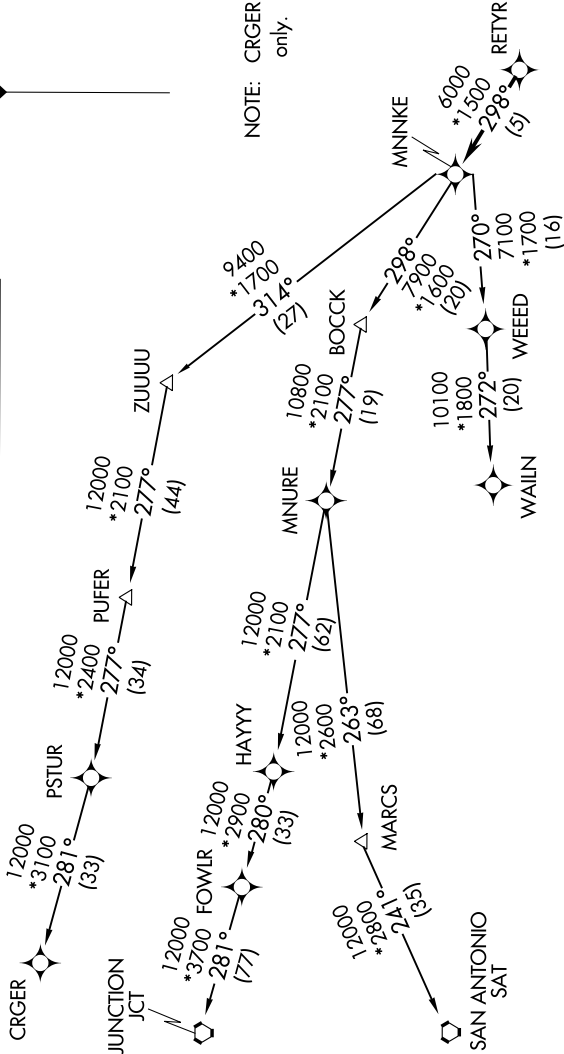 NOTE: CRGER
only.
RETYR
6000
*1500
298°
(5)
MNNKE
9400
*1700
314°
(27)
298°
7900
*1600
(20)
270°
7100
*1700
(16)
BOCCK
WEEED
ZUUUU
10800
*2100
277°
(19)
10100
*1800
272°
(20)
WAILN
MNURE
12000
*2100
277°
(44)
PUFER
12000
*2400
277°
(34)
PSTUR
12000
*3100
281°
(33)
CRGER
12000
*2100
277°
(62)
HAYYY
12000
*2900
280°
(33)
FOWLR
12000
*3700
281°
(77)
JUNCTION
JCT
12000
*2600
263°
(68)
MARCS
12000
*2800
241°
(35)
SAN ANTONIO
SAT